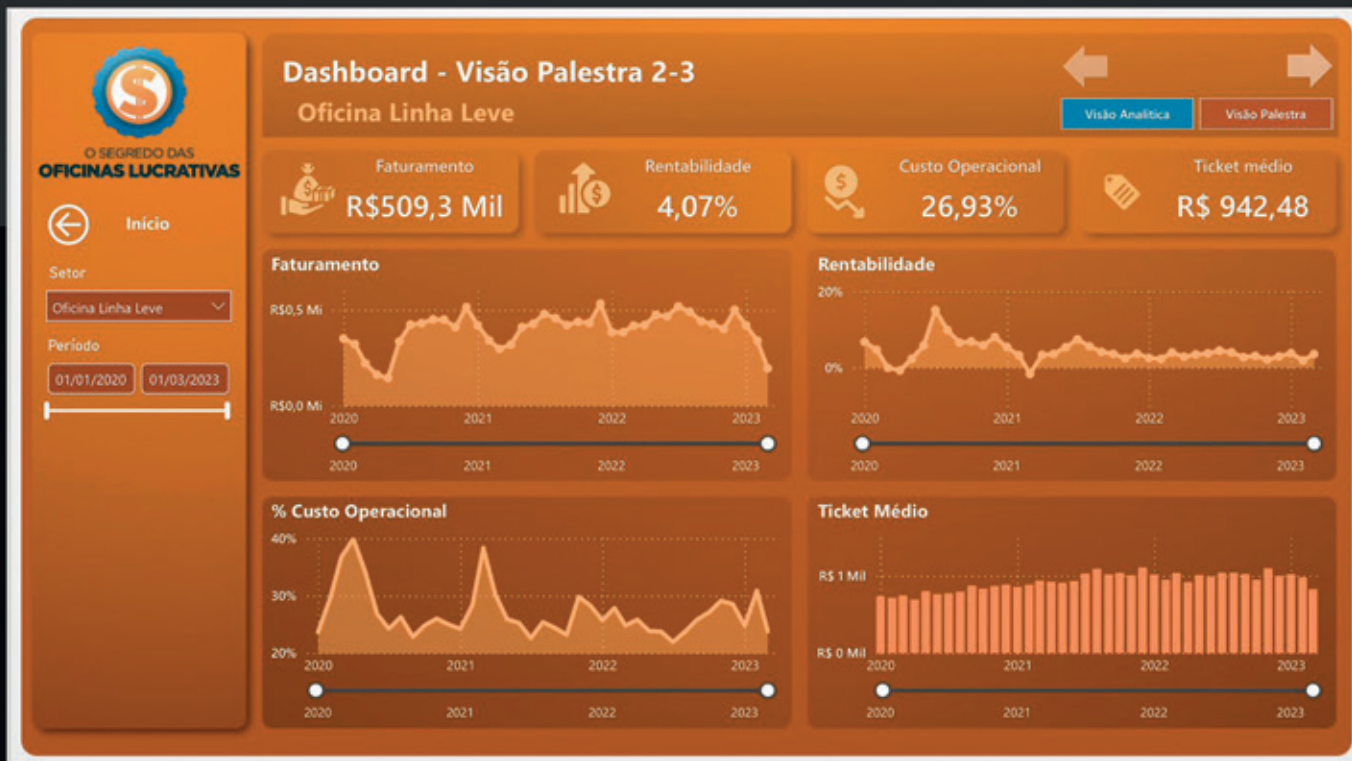 O SEGREDO DAS
OFICINAS LUCRATIVAS
Início
Setor
Oficina Linha Leve
Período
01/01/2020 01/03/2023
Dashboard - Visão Palestra 2-3
Oficina Linha Leve
Visão Analítica Visão Palestra
Faturamento
R$509,3 Mil
Rentabilidade
4,07%
Custo Operacional
26,93%
Ticket médio
R$ 942,48
Faturamento
R$0,5 Mi
R$0,0 Mi
2020 2021 2022 2023
2020 2021 2022 2023
Rentabilidade
20%
0%
2020 2021 2022 2023
2020 2021 2022 2023
% Custo Operacional
40%
30%
20%
2020 2021 2022 2023
2020 2021 2022 2023
Ticket Médio
R$ 1 Mil
R$ 0 Mil
2020 2021 2022 2023
2020 2021 2022 2023